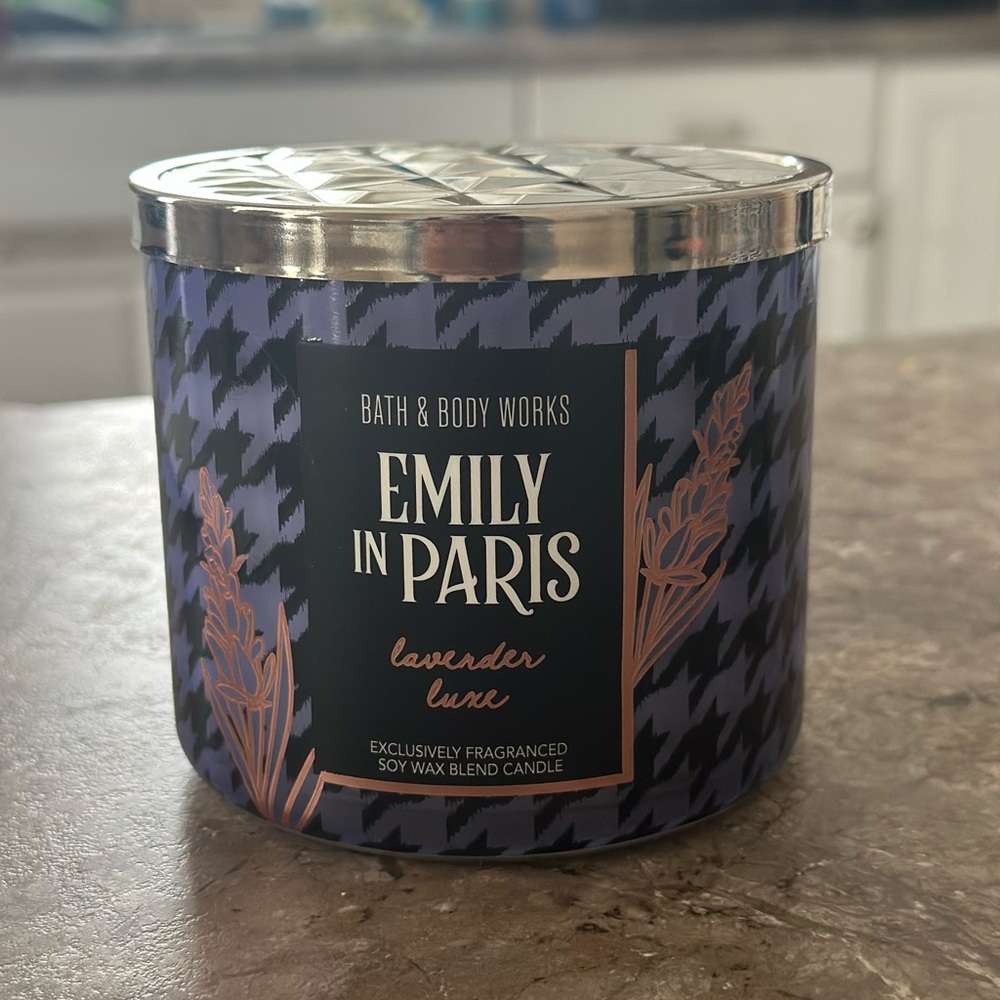 BATH & BODY WORKS
EMILY
IN PARIS
lavender
luxe
EXCLUSIVELY FRAGRANCED
SOY WAX BLEND CANDLE